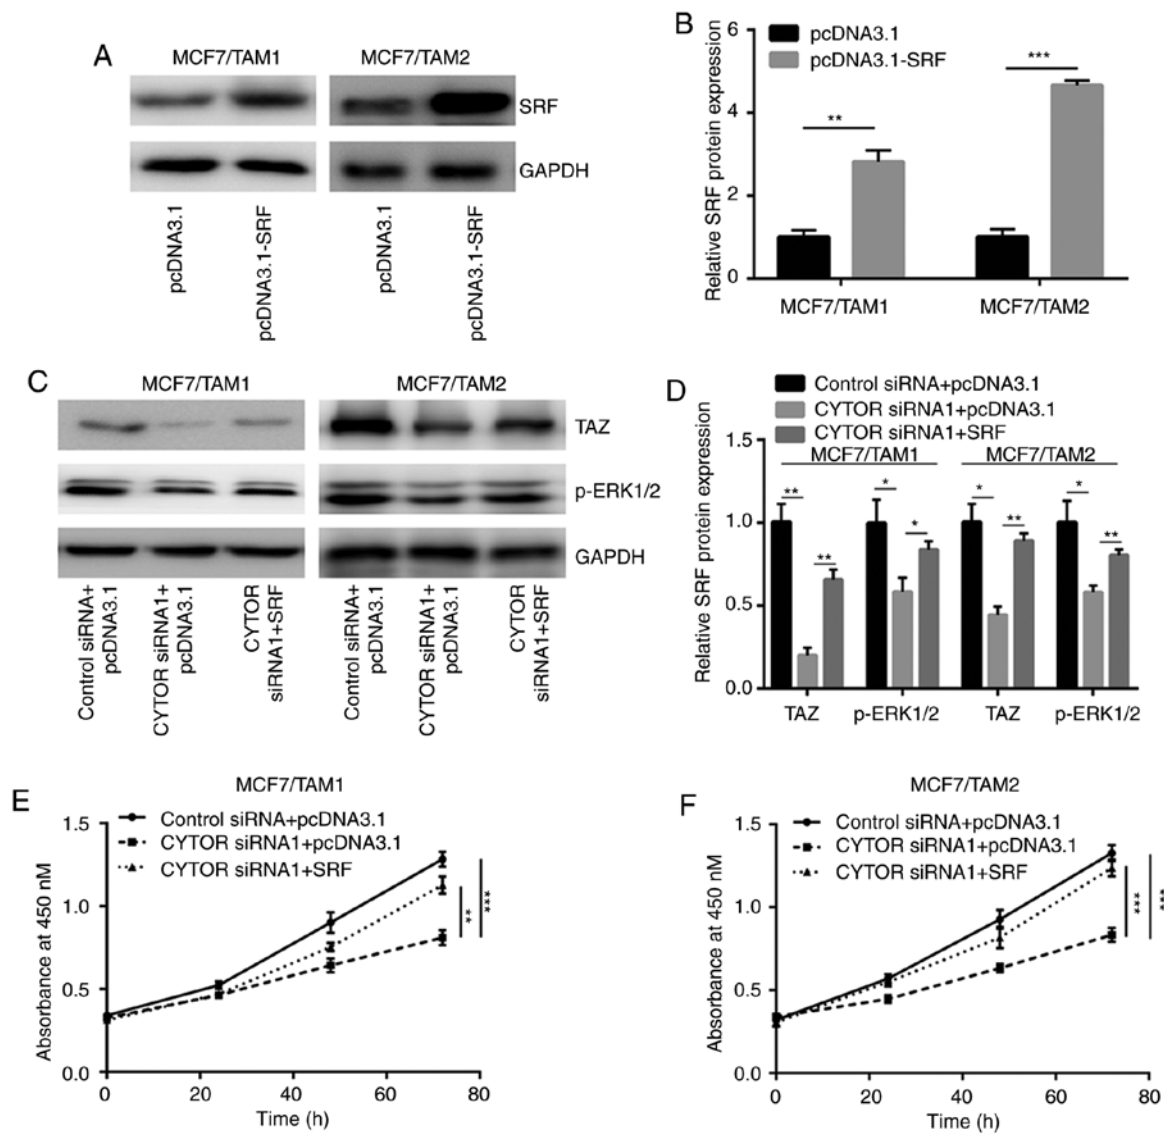 A
MCF7/TAM1
MCF7/TAM2
SRF
GAPDH
pcDNA3.1
pcDNA3.1-SRF
pcDNA3.1
pcDNA3.1-SRF
B
pcDNA3.1
pcDNA3.1-SRF
Relative SRF protein expression
6
4
2
0
**
***
MCF7/TAM1
MCF7/TAM2
C
MCF7/TAM1
MCF7/TAM2
TAZ
p-ERK1/2
GAPDH
Control siRNA+
pcDNA3.1
CYTOR siRNA1+
pcDNA3.1
CYTOR
siRNA1+SRF
Control siRNA+
pcDNA3.1
CYTOR siRNA1+
pcDNA3.1
CYTOR
siRNA1+SRF
D
Control siRNA+pcDNA3.1
CYTOR siRNA1+pcDNA3.1
CYTOR siRNA1+SRF
Relative SRF protein expression
1.5
1.0
0.5
0.0
MCF7/TAM1
MCF7/TAM2
**
**
*
*
*
**
*
**
TAZ
p-ERK1/2
TAZ
p-ERK1/2
E
MCF7/TAM1
Control siRNA+pcDNA3.1
CYTOR siRNA1+pcDNA3.1
CYTOR siRNA1+SRF
Absorbance at 450 nM
1.5
1.0
0.5
0.0
**
***
0 20 40 60 80
Time (h)
F
MCF7/TAM2
Control siRNA+pcDNA3.1
CYTOR siRNA1+pcDNA3.1
CYTOR siRNA1+SRF
Absorbance at 450 nM
1.5
1.0
0.5
0.0
***
***
0 20 40 60 80
Time (h)